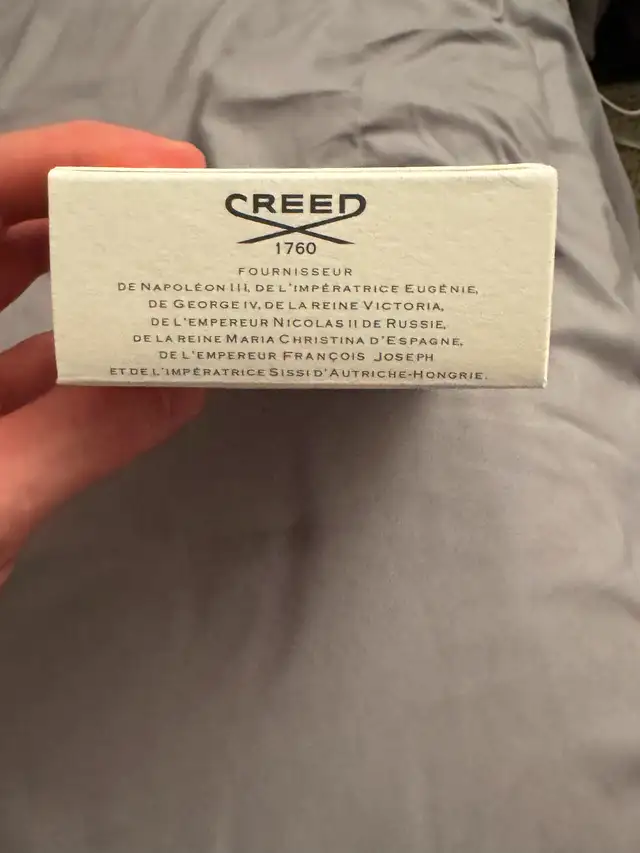 CREED
1760
FOURNISSEUR
DE NAPOLÉON III, DE L'IMPÉRATRICE EUGÉNIE,
DE GEORGE IV, DE LA REINE VICTORIA,
DE L'EMPEREUR NICOLAS II DE RUSSIE,
DE LA REINE MARIA CHRISTINA D'ESPAGNE,
DE L'EMPEREUR FRANÇOIS JOSEPH
ET DE L'IMPÉRATRICE SISSI D'AUTRICHE-HONGRIE.